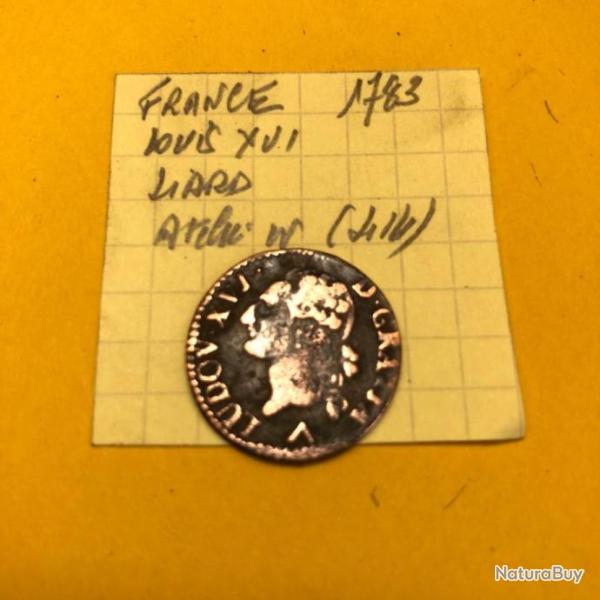 FRANCE 1783
LOUIS XVI
LIARD
Atelier W (Lille)
LUDOV·XVI· D·GRATIA
NaturaBuy